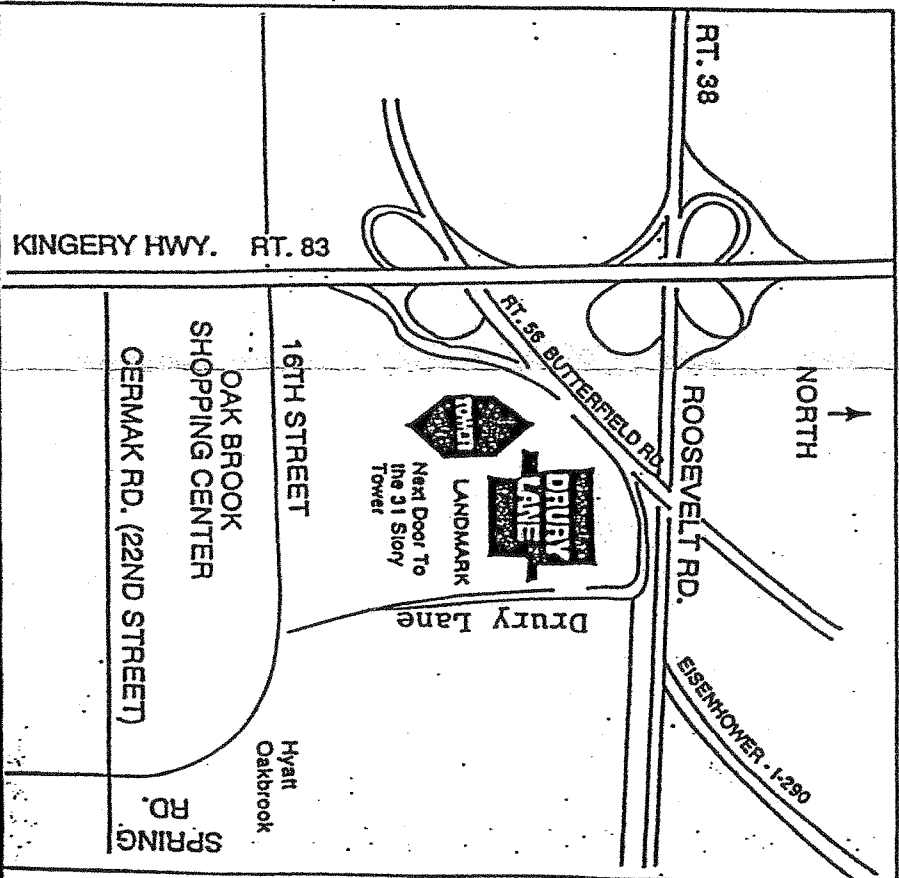 RT. 38
KINGERY HWY. RT. 83
RT. 56 BUTTERFIELD RD.
ROOSEVELT RD.
NORTH
16TH STREET
OAK BROOK
SHOPPING CENTER
CERMAK RD. (22ND STREET)
TOWER
DRURY
LANE
LANDMARK
Next Door To
the 31 Story
Tower
Drury Lane
EISENHOWER - I-290
Hyatt
Oakbrook
SPRING
RD.